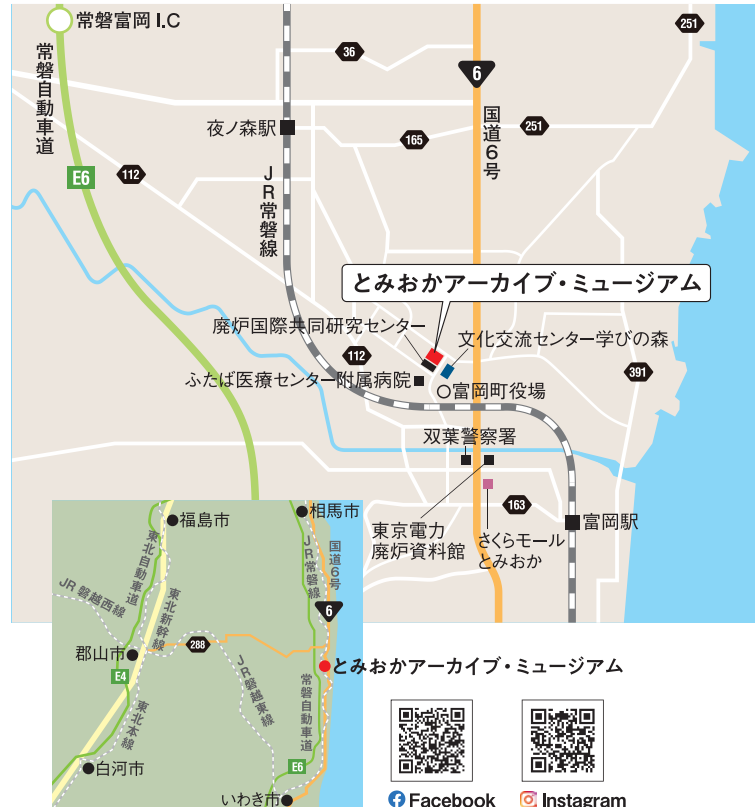 常磐富岡 I.C
常磐自動車道
E6
112
36
251
6
国道6号
夜ノ森駅
165
251
JR常磐線
とみおかアーカイブ・ミュージアム
廃炉国際共同研究センター
文化交流センター学びの森
112
ふたば医療センター附属病院
富岡町役場
391
双葉警察署
163
富岡駅
東京電力
廃炉資料館
さくらモール
とみおか
福島市
相馬市
東北自動車道
JR常磐線
国道6号
JR磐越西線
東北新幹線
6
288
郡山市
E4
とみおかアーカイブ・ミュージアム
JR磐越東線
常磐自動車道
東北本線
白河市
E6
いわき市
Facebook
Instagram